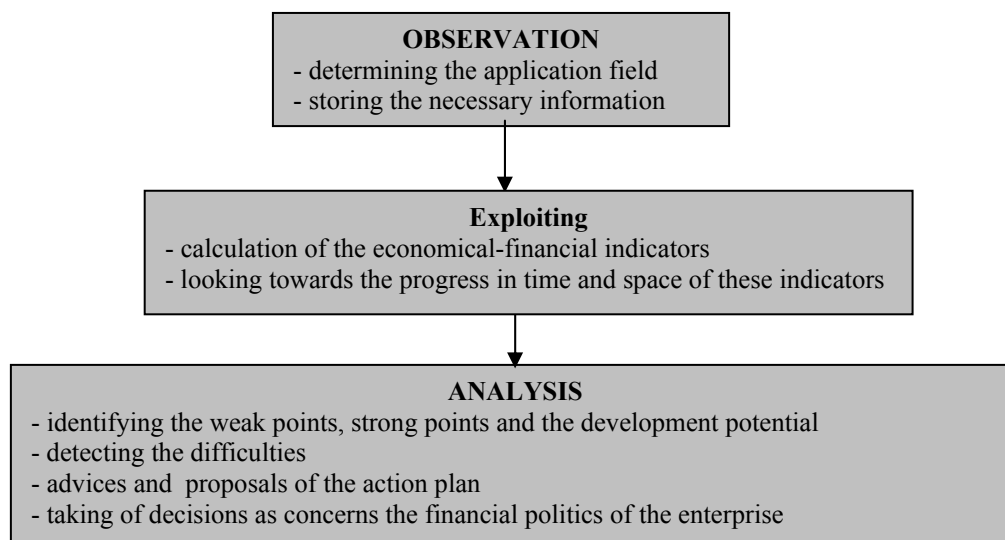 OBSERVATION
- determining the application field
- storing the necessary information
Exploiting
- calculation of the economical-financial indicators
- looking towards the progress in time and space of these indicators
ANALYSIS
- identifying the weak points, strong points and the development potential
- detecting the difficulties
- advices and proposals of the action plan
- taking of decisions as concerns the financial politics of the enterprise